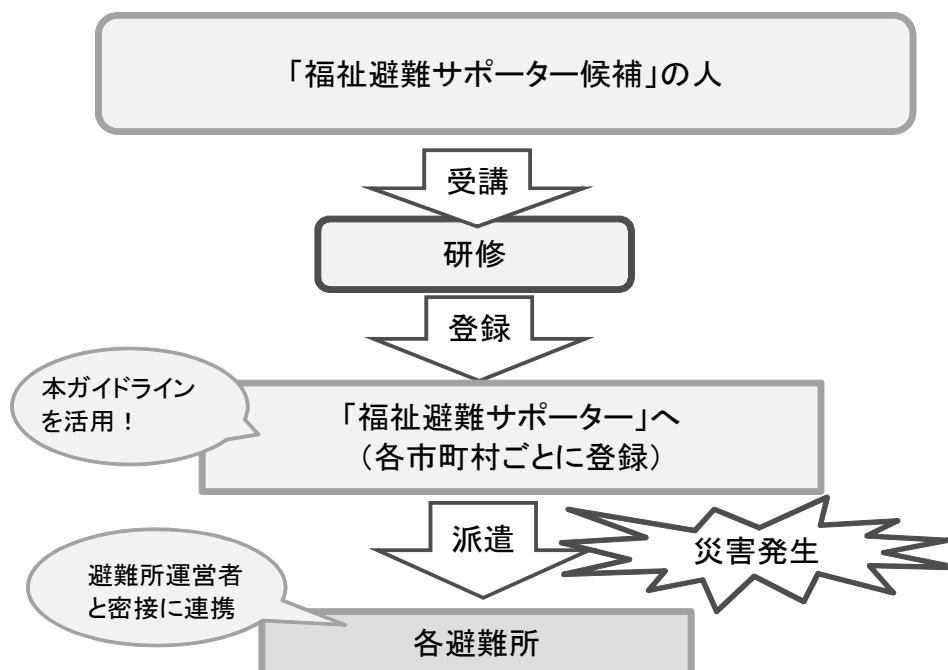 「福祉避難サポーター候補」の人
受講
研修
登録
本ガイドライン
を活用！
「福祉避難サポーター」へ
（各市町村ごとに登録）
派遣
災害発生
避難所運営者
と密接に連携
各避難所